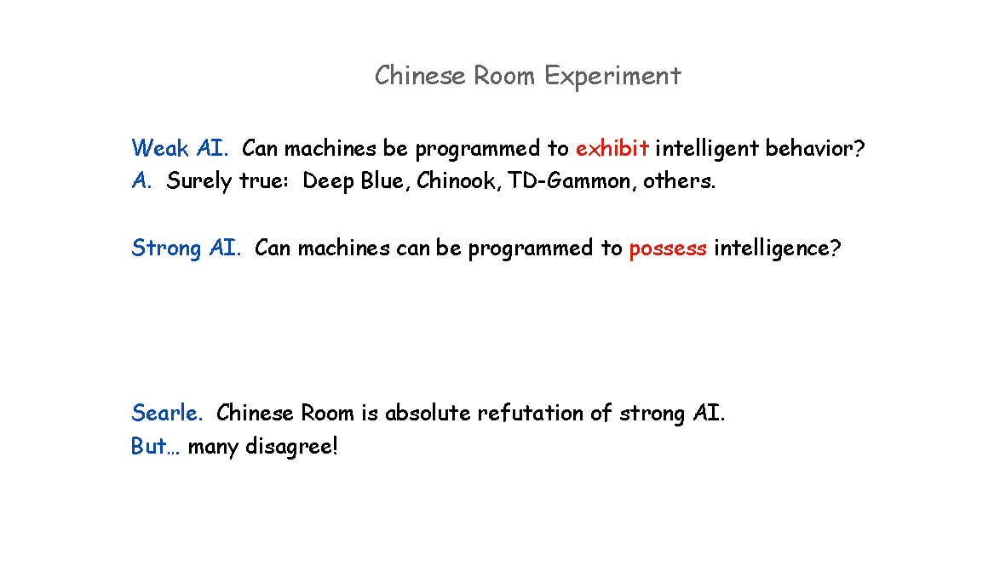 Chinese Room Experiment
Weak AI. Can machines be programmed to exhibit intelligent behavior?
A. Surely true: Deep Blue, Chinook, TD-Gammon, others.
Strong AI. Can machines can be programmed to possess intelligence?
Searle. Chinese Room is absolute refutation of strong AI.
But… many disagree!